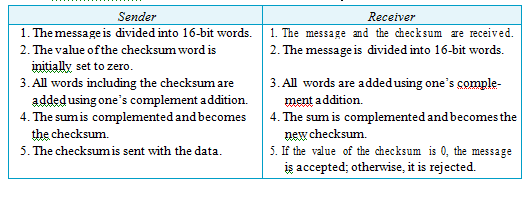 Sender
1. The message is divided into 16-bit words.
2. The value of the checksum word is
initially set to zero.
3. All words including the checksum are
added using one's complement addition.
4. The sum is complemented and becomes
the checksum.
5. The checksum is sent with the data.
Receiver
1. The message and the checksum are received.
2. The message is divided into 16-bit words.
3. All words are added using one's comple-
ment addition.
4. The sum is complemented and becomes the
new checksum.
5. If the value of the checksum is 0, the message
is accepted; otherwise, it is rejected.